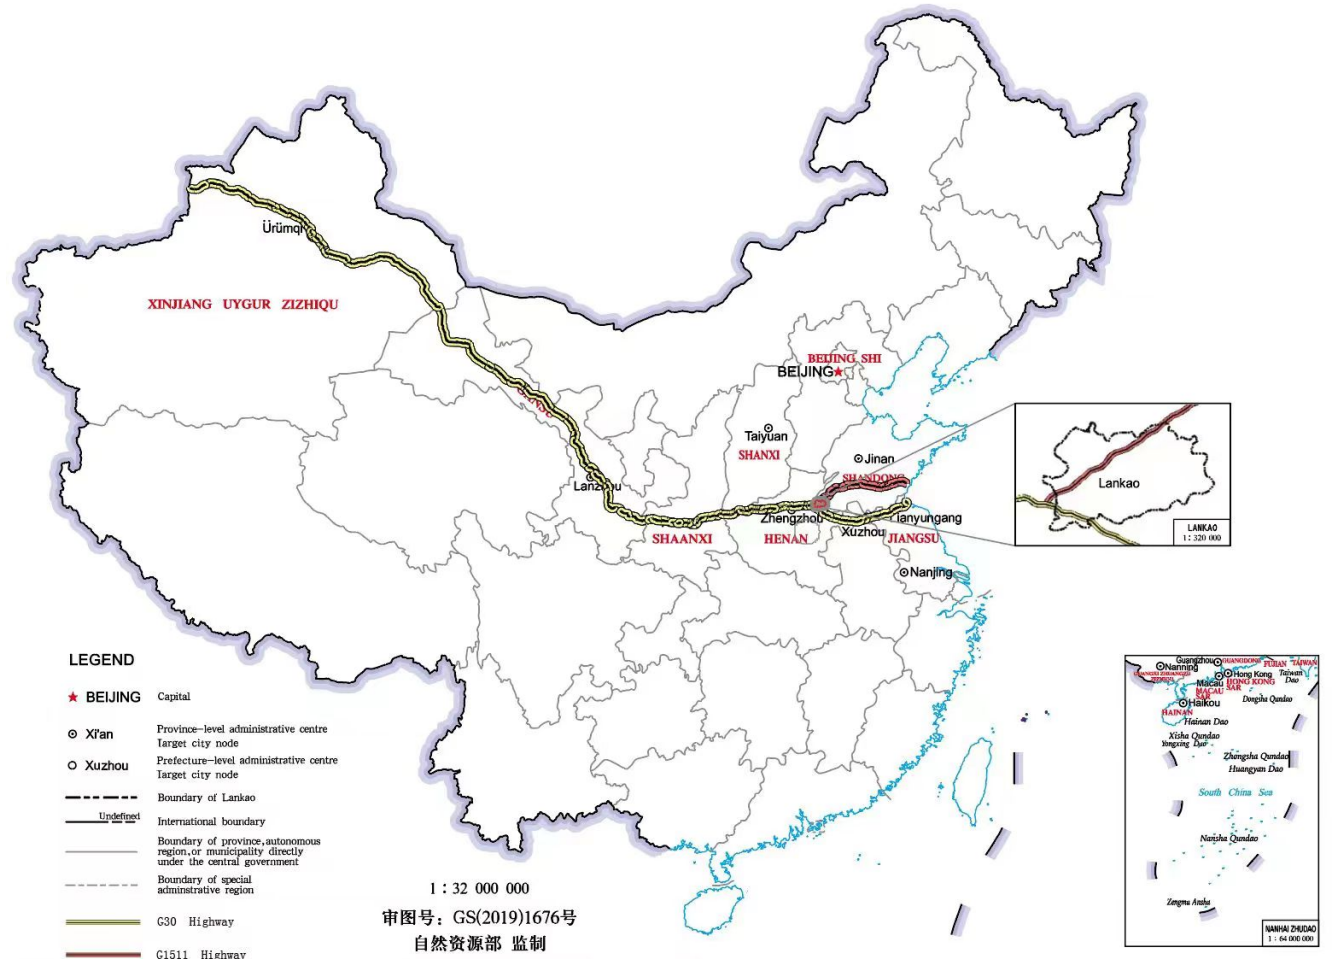 Ürümqi
XINJIANG UYGUR ZIZHIQU
BEIJING SHI
BEIJING
GANSU
Taiyuan
SHANXI
Jinan
SHANDONG
Lanzhou
Zhengzhou
Lianyungang
Xuzhou
SHAANXI
HENAN
JIANGSU
Nanjing
Lankao
LANKAO
1: 320 000
LEGEND
BEIJING Capital
Xi'an Province-level administrative centre
Target city node
Xuzhou Prefecture-level administrative centre
Target city node
Boundary of Lankao
Undefined International boundary
Boundary of province,autonomous
region,or municipality directly
under the central government
Boundary of special
adminstrative region
G30 Highway
G1511 Highway
1：32 000 000
审图号：GS(2019)1676号
自然资源部 监制
Guangzhou
GUANGDONG
FUJIAN
TAIWAN
Nanning
Hong Kong
Taiwan
Dao
Macau
HONG KONG
SAR
MACAU
SAR
Dongsha Qundao
Haikou
HAINAN
Hainan Dao
Xisha Qundao
Yongxing Dao
Zhongsha Qundao
Huangyan Dao
South China Sea
Nansha Qundao
NANHAI ZHUDAO
1：64 000 000